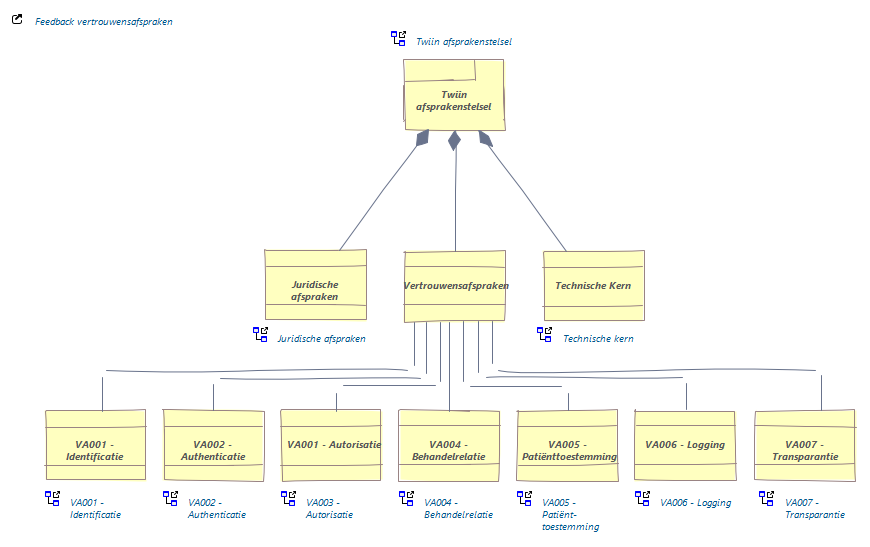 Feedback vertrouwensafspraken
Twiin afsprakenstelsel
Twiin
afsprakenstelsel
Juridische
afspraken
Vertrouwensafspraken
Technische Kern
Juridische afspraken
Technische kern
VA001 -
Identificatie
VA002 -
Authenticatie
VA001 - Autorisatie
VA004 -
Behandelrelatie
VA005 -
Patiënttoestemming
VA006 - Logging
VA007 -
Transparantie
VA001 -
Identificatie
VA002 -
Authenticatie
VA003 -
Autorisatie
VA004 -
Behandelrelatie
VA005 -
Patiënt-
toestemming
VA006 - Logging
VA007 -
Transparantie